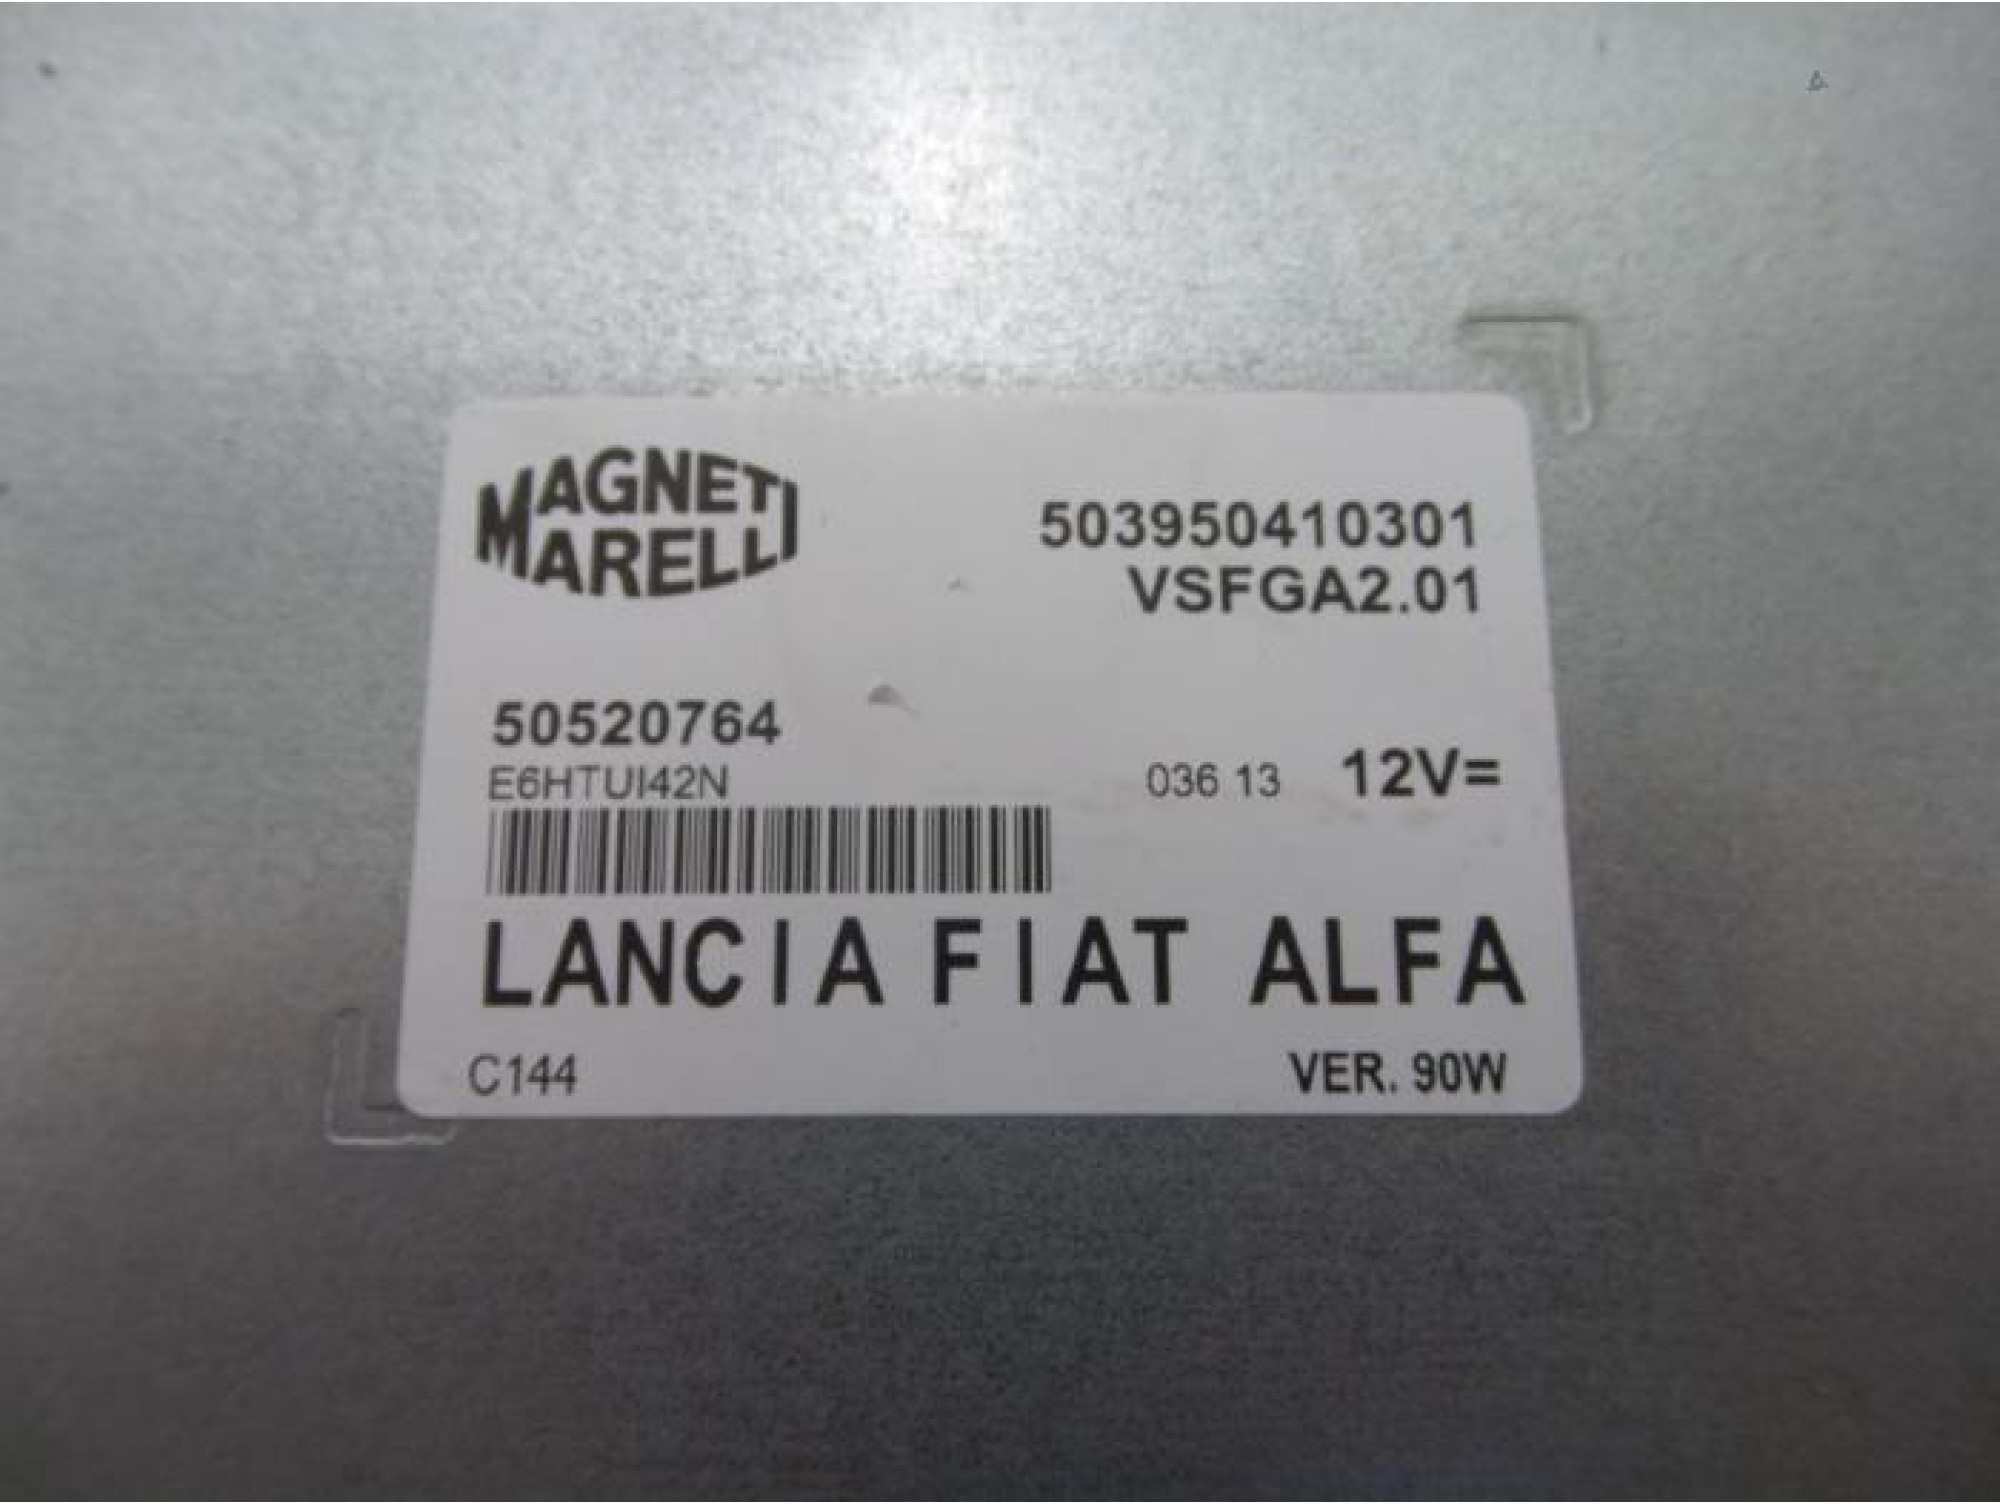 MAGNETI
MARELLI
503950410301
VSFGA2.01
50520764
E6HTUI42N
036 13 12V=
LANCIA FIAT ALFA
C144 VER. 90W